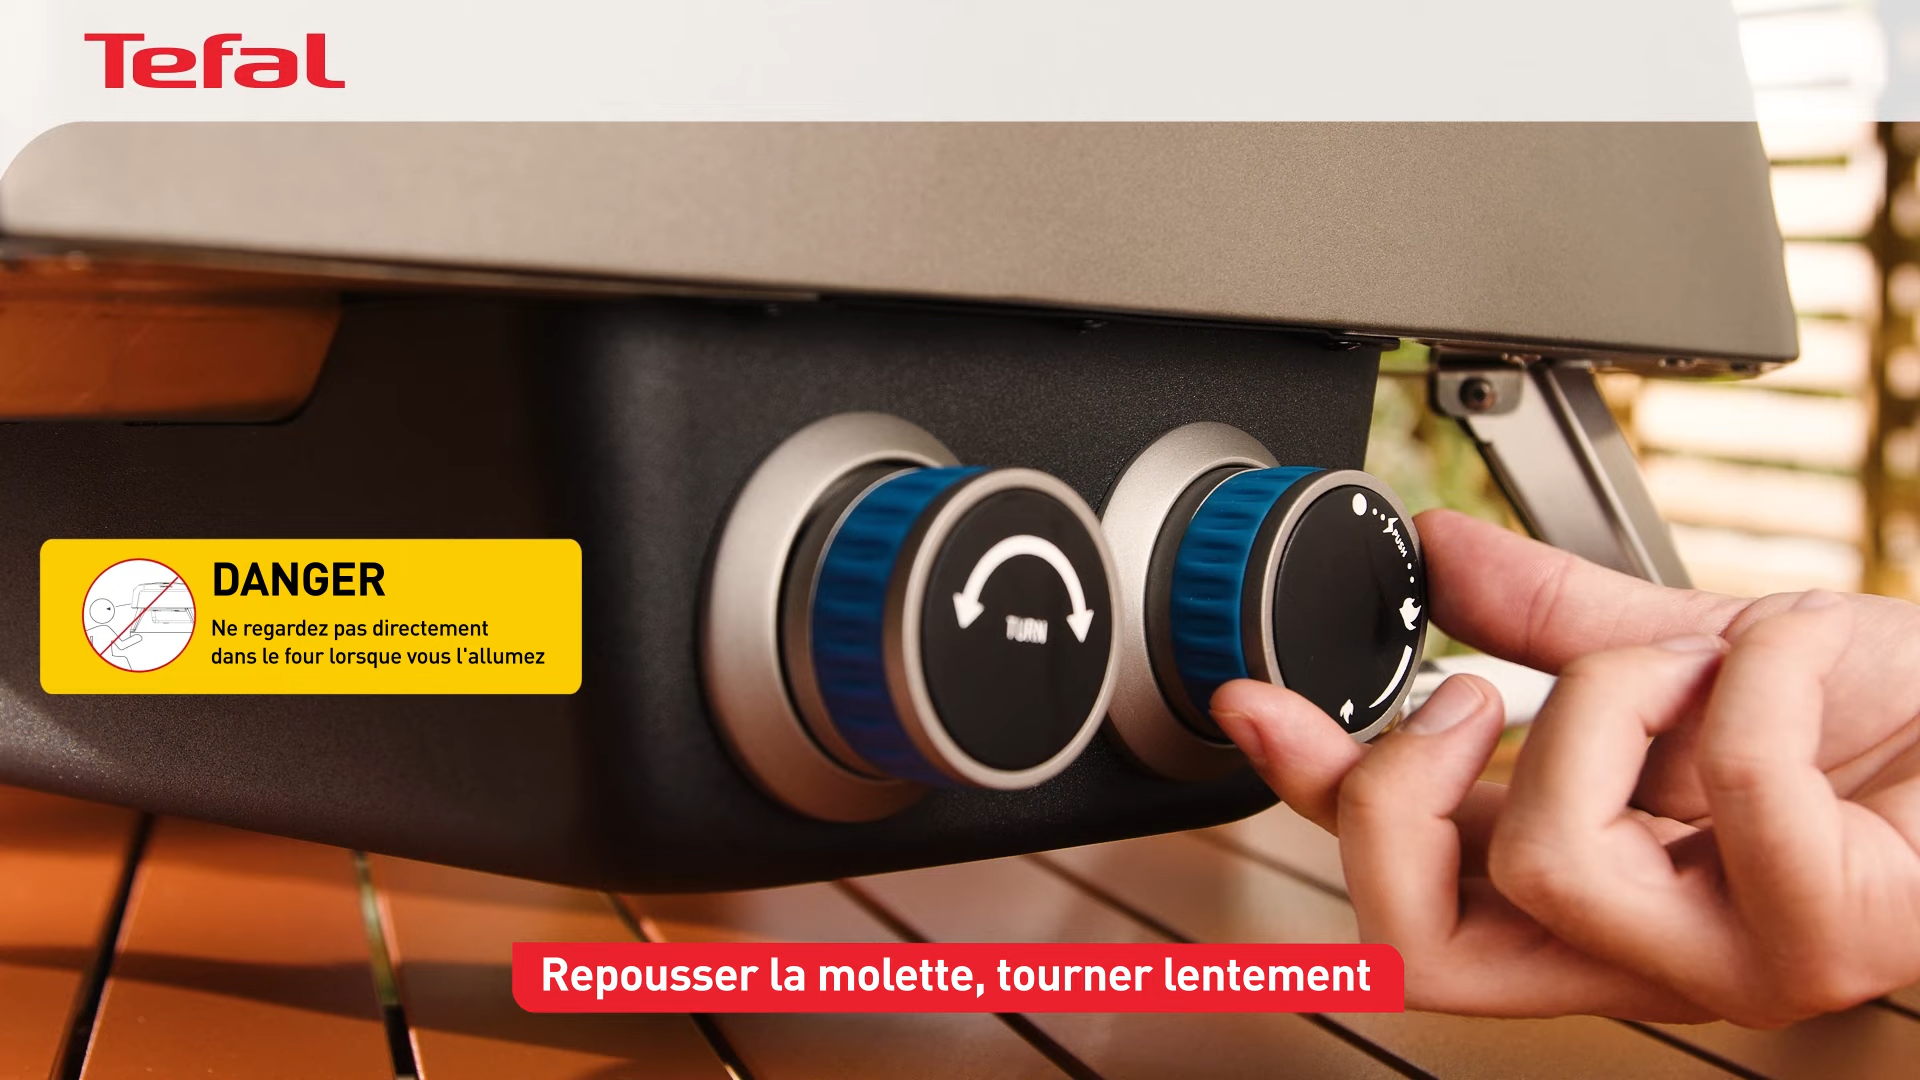 Tefal
DANGER
Ne regardez pas directement
dans le four lorsque vous l'allumez
TURN
PUSH
Repousser la molette, tourner lentement